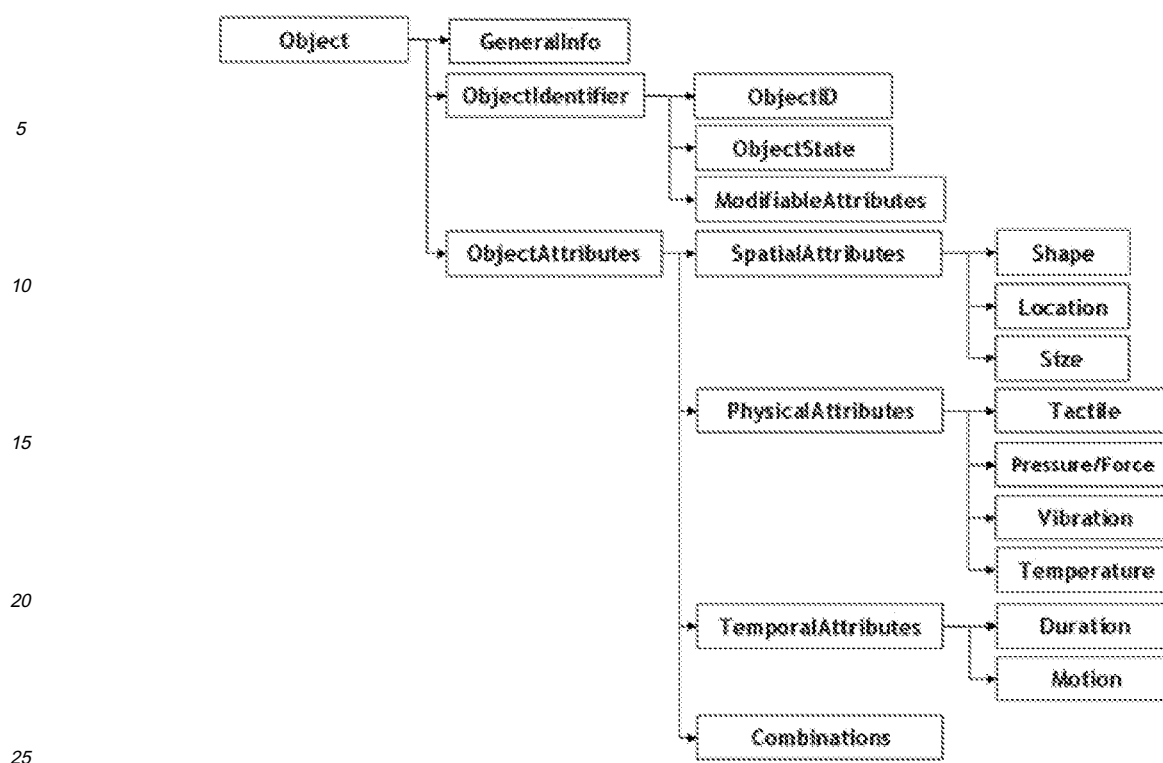 Object
GeneralInfo
ObjectIdentifier
ObjectID
5
ObjectState
ModifiableAttributes
ObjectAttributes
SpatialAttributes
Shape
10
Location
Size
PhysicalAttributes
Tactile
15
Pressure/Force
Vibration
Temperature
20
TemporalAttributes
Duration
Motion
Combinations
25